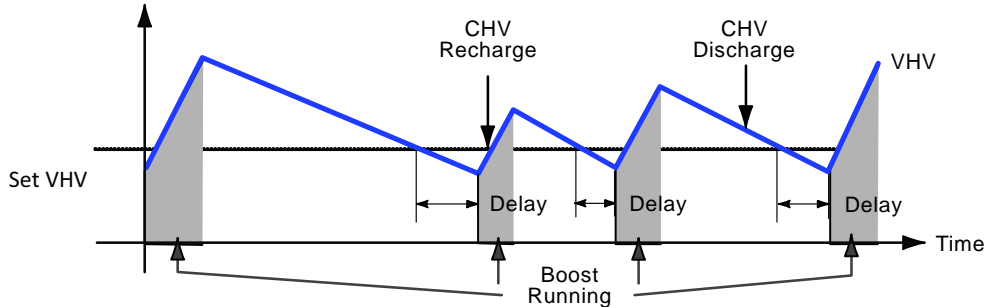 CHV
Recharge
CHV
Discharge
VHV
Set VHV
Delay
Delay
Delay
Time
Boost
Running